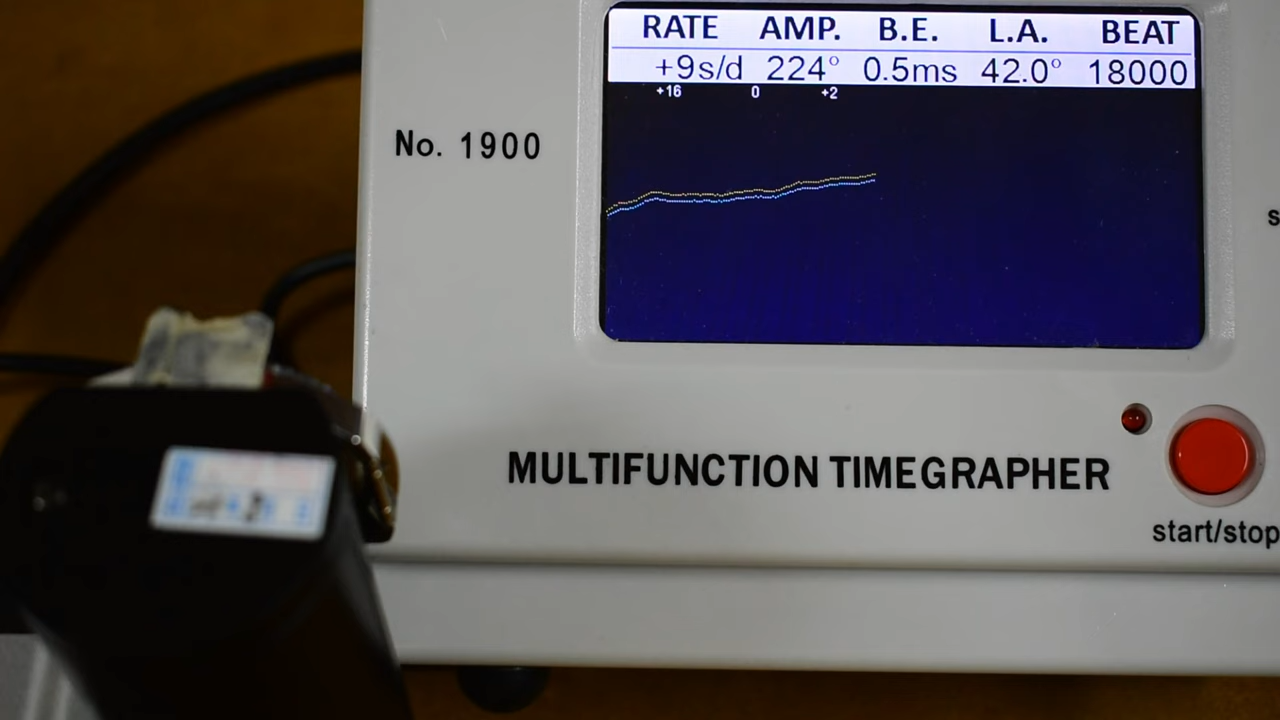 RATE AMP. B.E. L.A. BEAT
+9s/d 224° 0.5ms 42.0° 18000
+16 0 +2
No. 1900
MULTIFUNCTION TIMEGRAPHER
start/stop